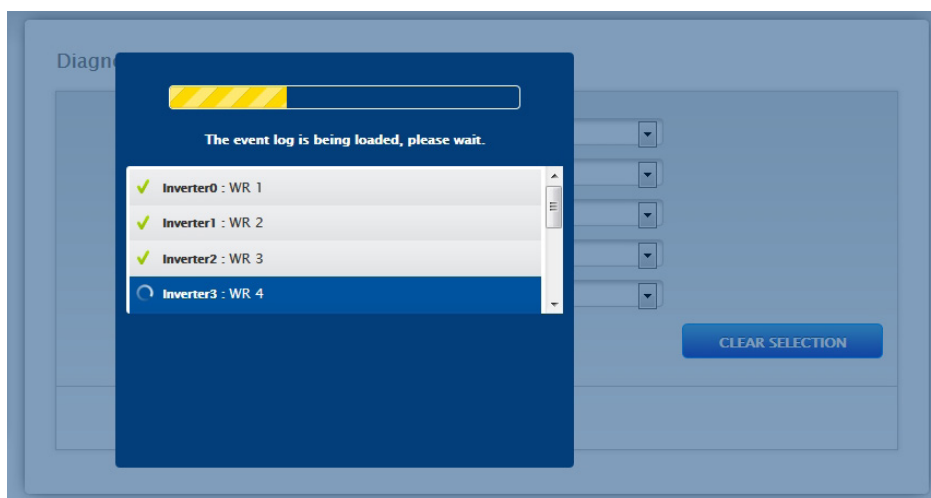 Diagn
The event log is being loaded, please wait.
Inverter0 : WR 1
Inverter1 : WR 2
Inverter2 : WR 3
Inverter3 : WR 4
CLEAR SELECTION